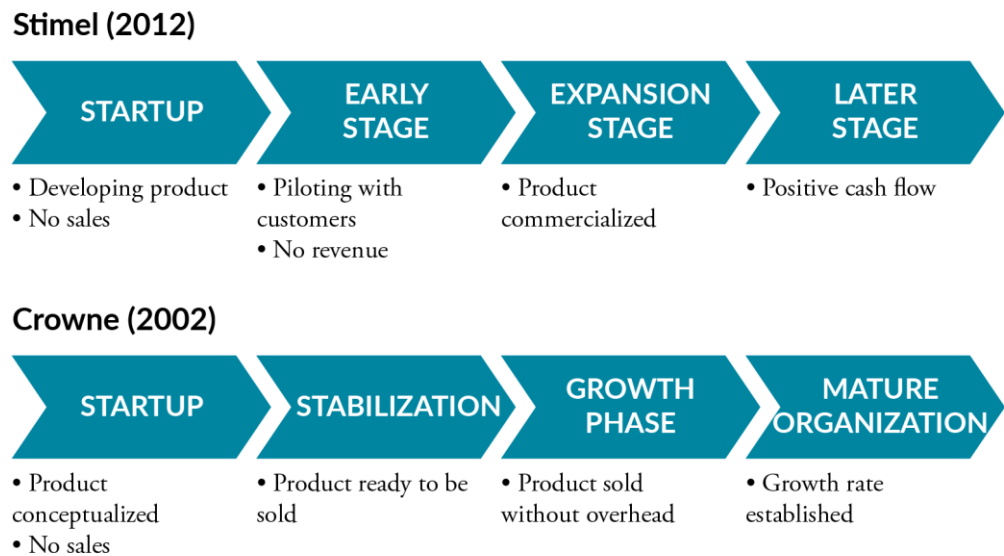 Stimel (2012)
STARTUP
EARLY
STAGE
EXPANSION
STAGE
LATER
STAGE
• Developing product
• No sales
• Piloting with
customers
• No revenue
• Product
commercialized
• Positive cash flow
Crowne (2002)
STARTUP
STABILIZATION
GROWTH
PHASE
MATURE
ORGANIZATION
• Product
conceptualized
• No sales
• Product ready to be
sold
• Product sold
without overhead
• Growth rate
established